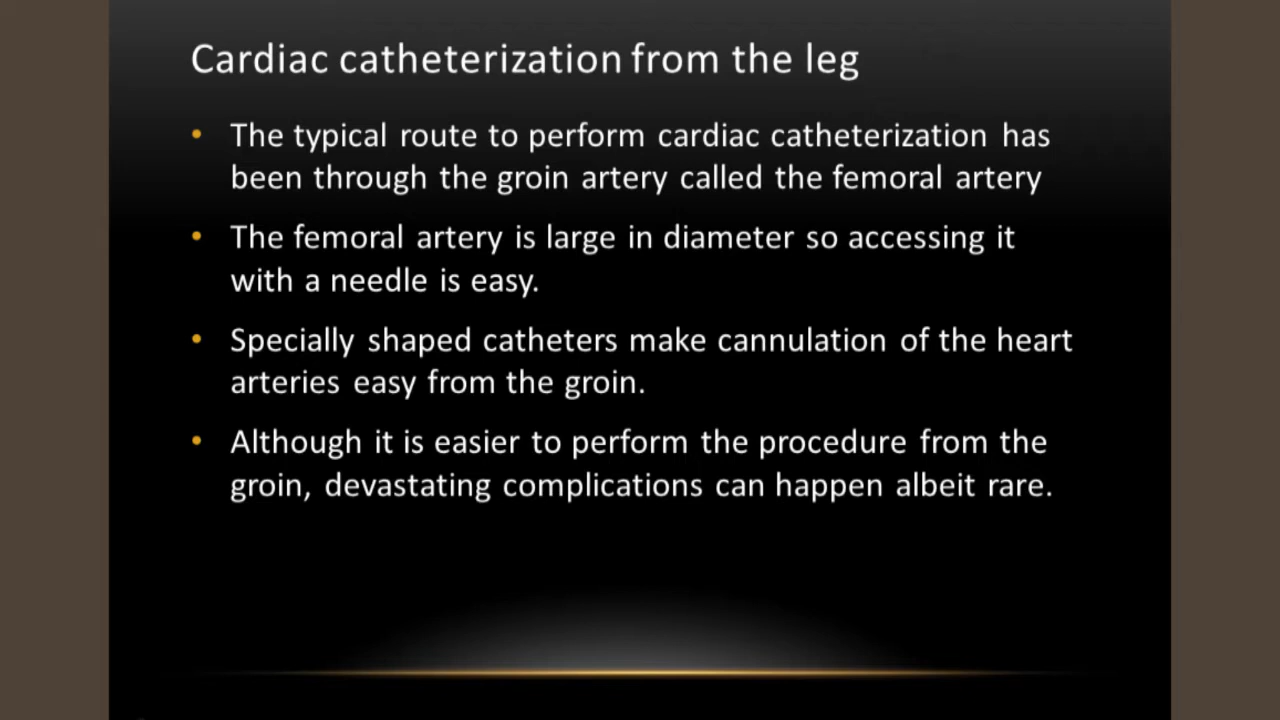 Cardiac catheterization from the leg
• The typical route to perform cardiac catheterization has
been through the groin artery called the femoral artery
• The femoral artery is large in diameter so accessing it
with a needle is easy.
• Specially shaped catheters make cannulation of the heart
arteries easy from the groin.
• Although it is easier to perform the procedure from the
groin, devastating complications can happen albeit rare.